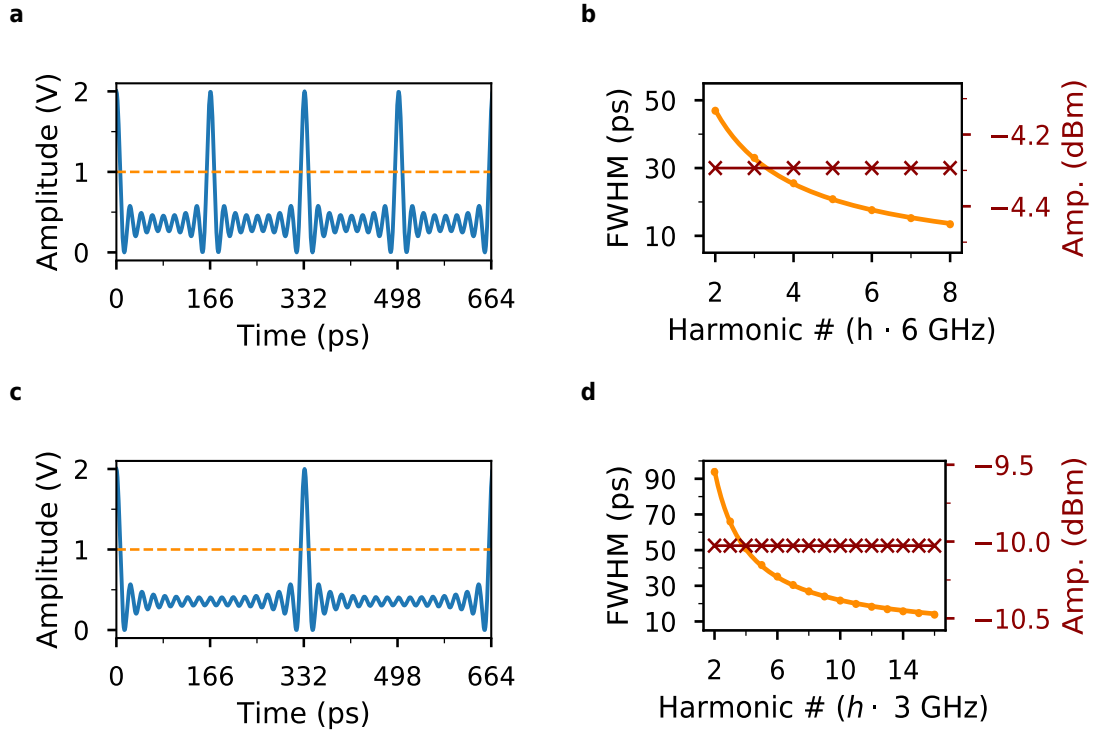 a
Amplitude (V)
2
1
0
0 166 332 498 664
Time (ps)
b
FWHM (ps)
50
30
10
−4.2
−4.4
Amp. (dBm)
2 4 6 8
Harmonic # (h · 6 GHz)
c
Amplitude (V)
2
1
0
0 166 332 498 664
Time (ps)
d
FWHM (ps)
90
70
50
30
10
−9.5
−10.0
−10.5
Amp. (dBm)
2 6 10 14
Harmonic # (h · 3 GHz)